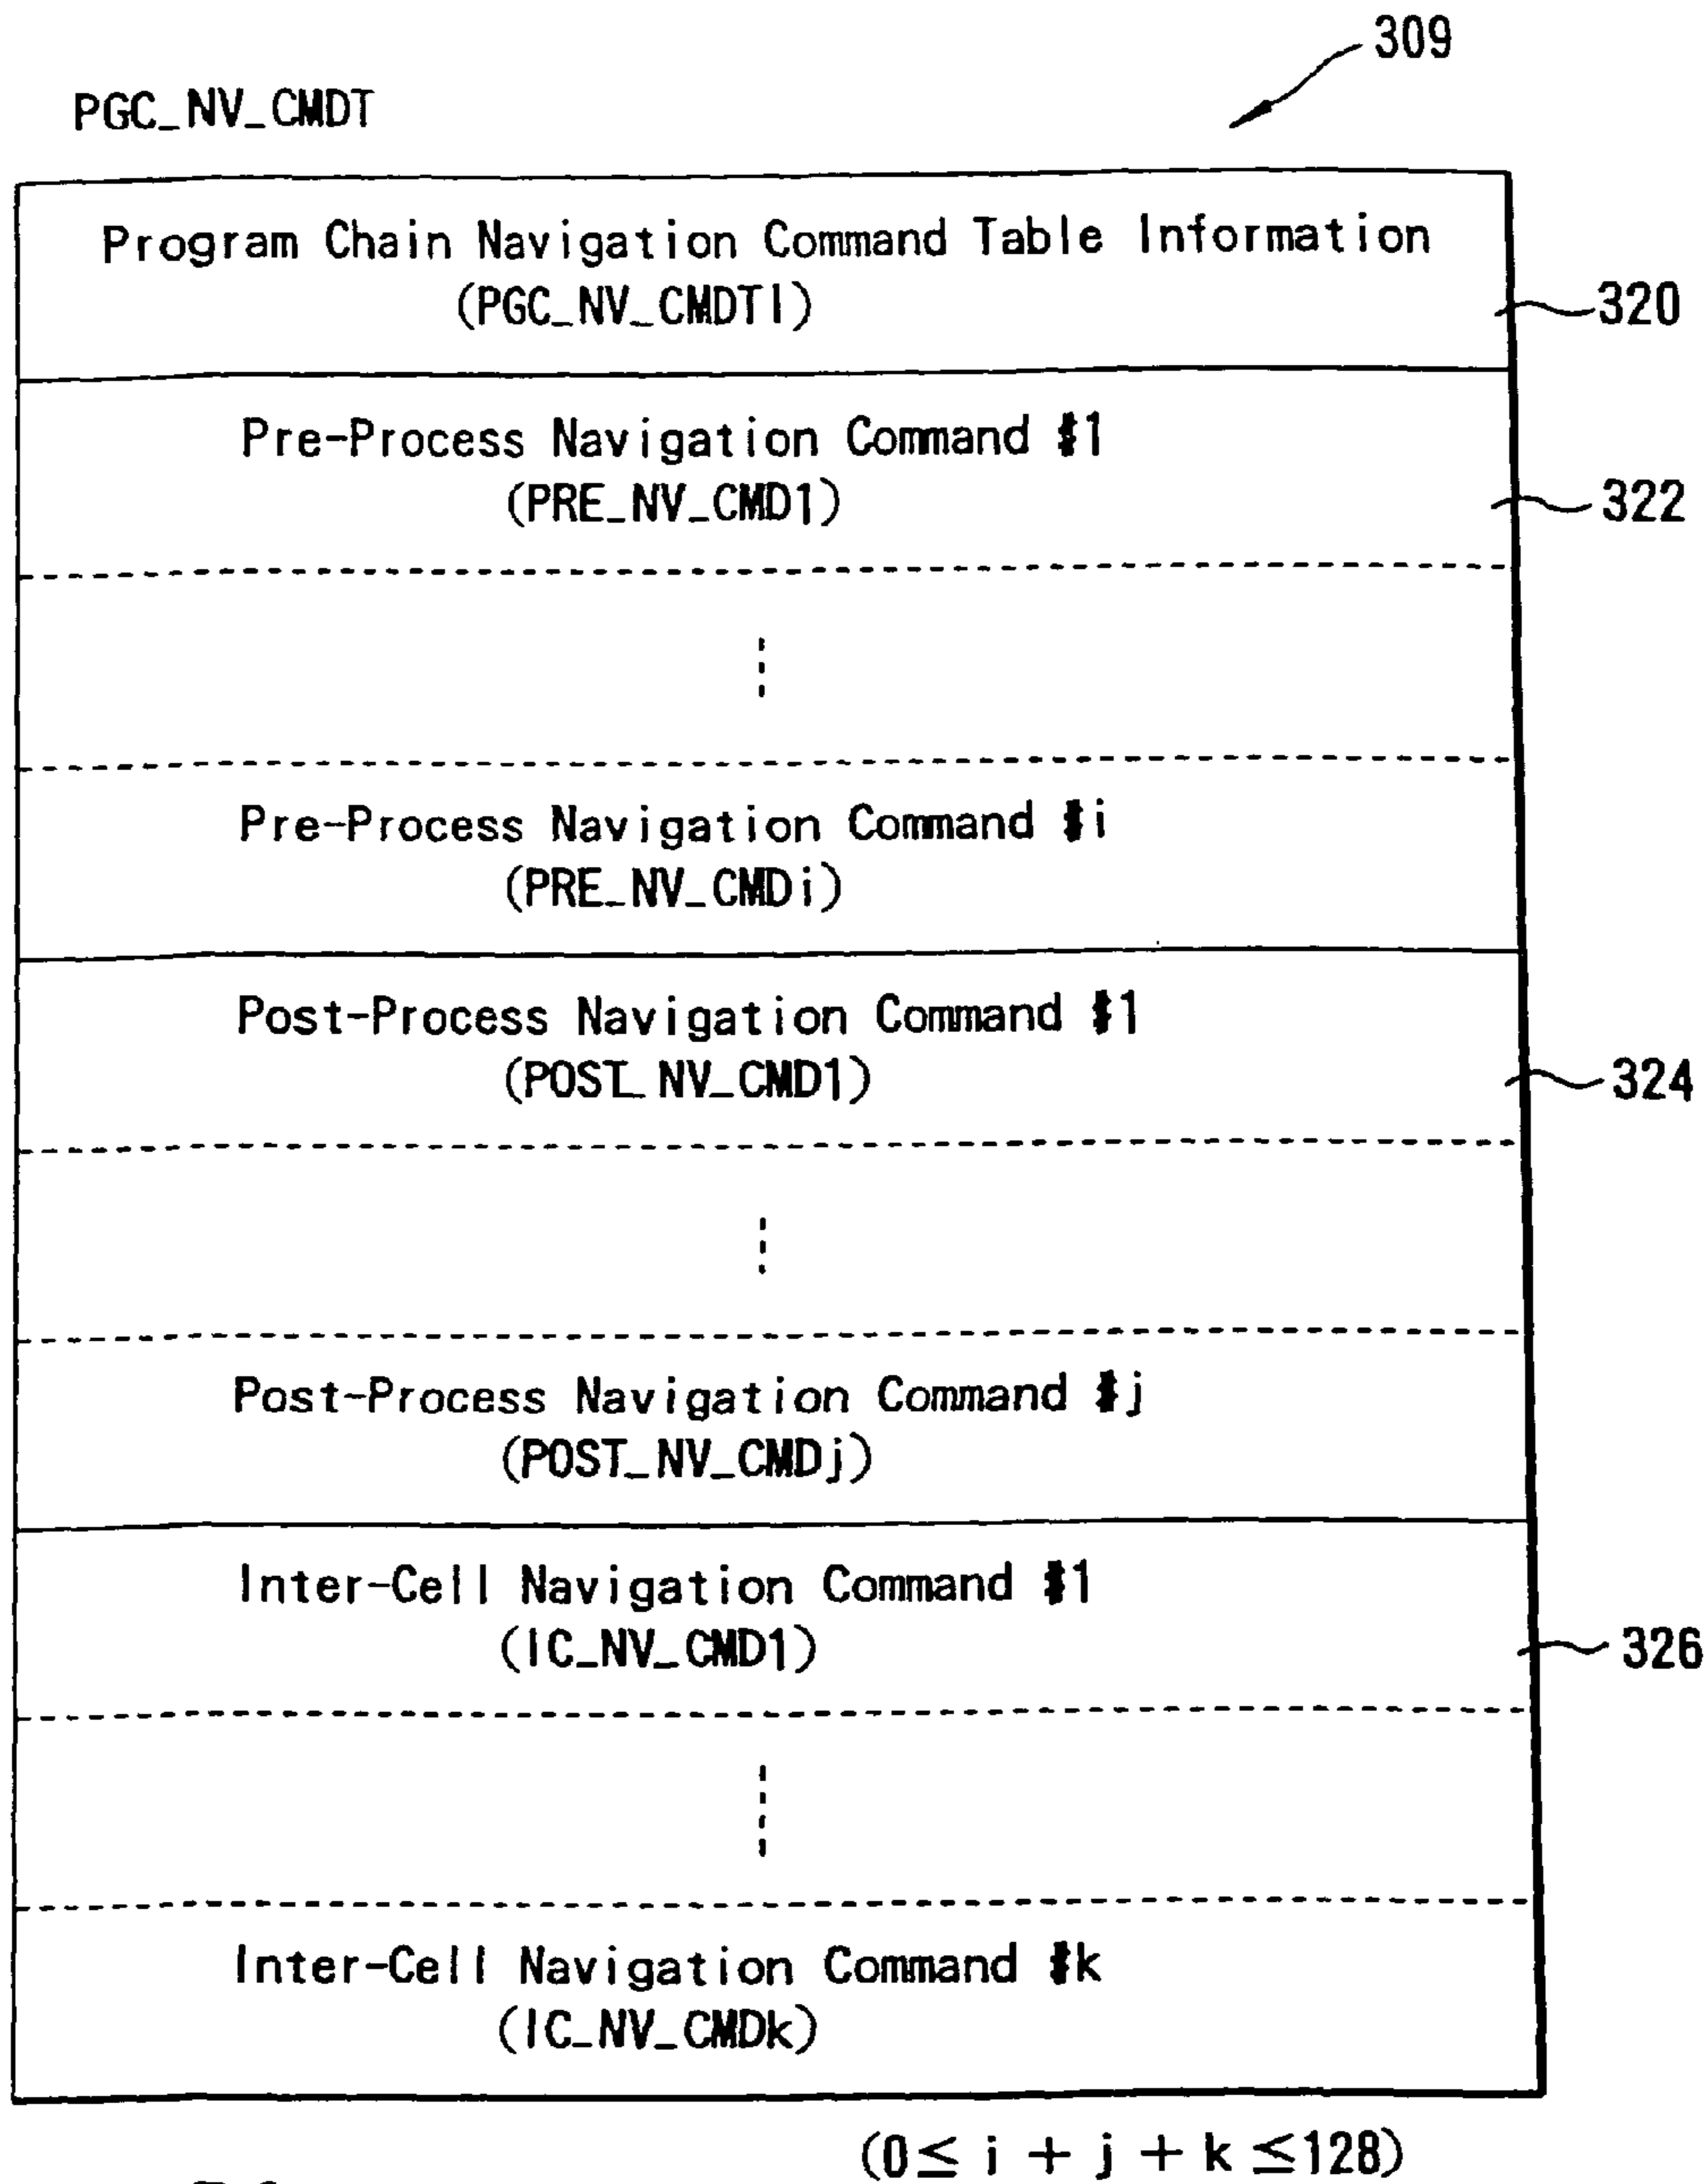 309
PGC_NV_CMDT
Program Chain Navigation Command Table Information
(PGC_NV_CMDTI)
320
Pre-Process Navigation Command #1
(PRE_NV_CMD1)
322
Pre-Process Navigation Command #i
(PRE_NV_CMDi)
Post-Process Navigation Command #1
(POST_NV_CMD1)
324
Post-Process Navigation Command #j
(POST_NV_CMDj)
Inter-Cell Navigation Command #1
(IC_NV_CMD1)
326
Inter-Cell Navigation Command #k
(IC_NV_CMDk)
(0≤ i + j + k ≤128)